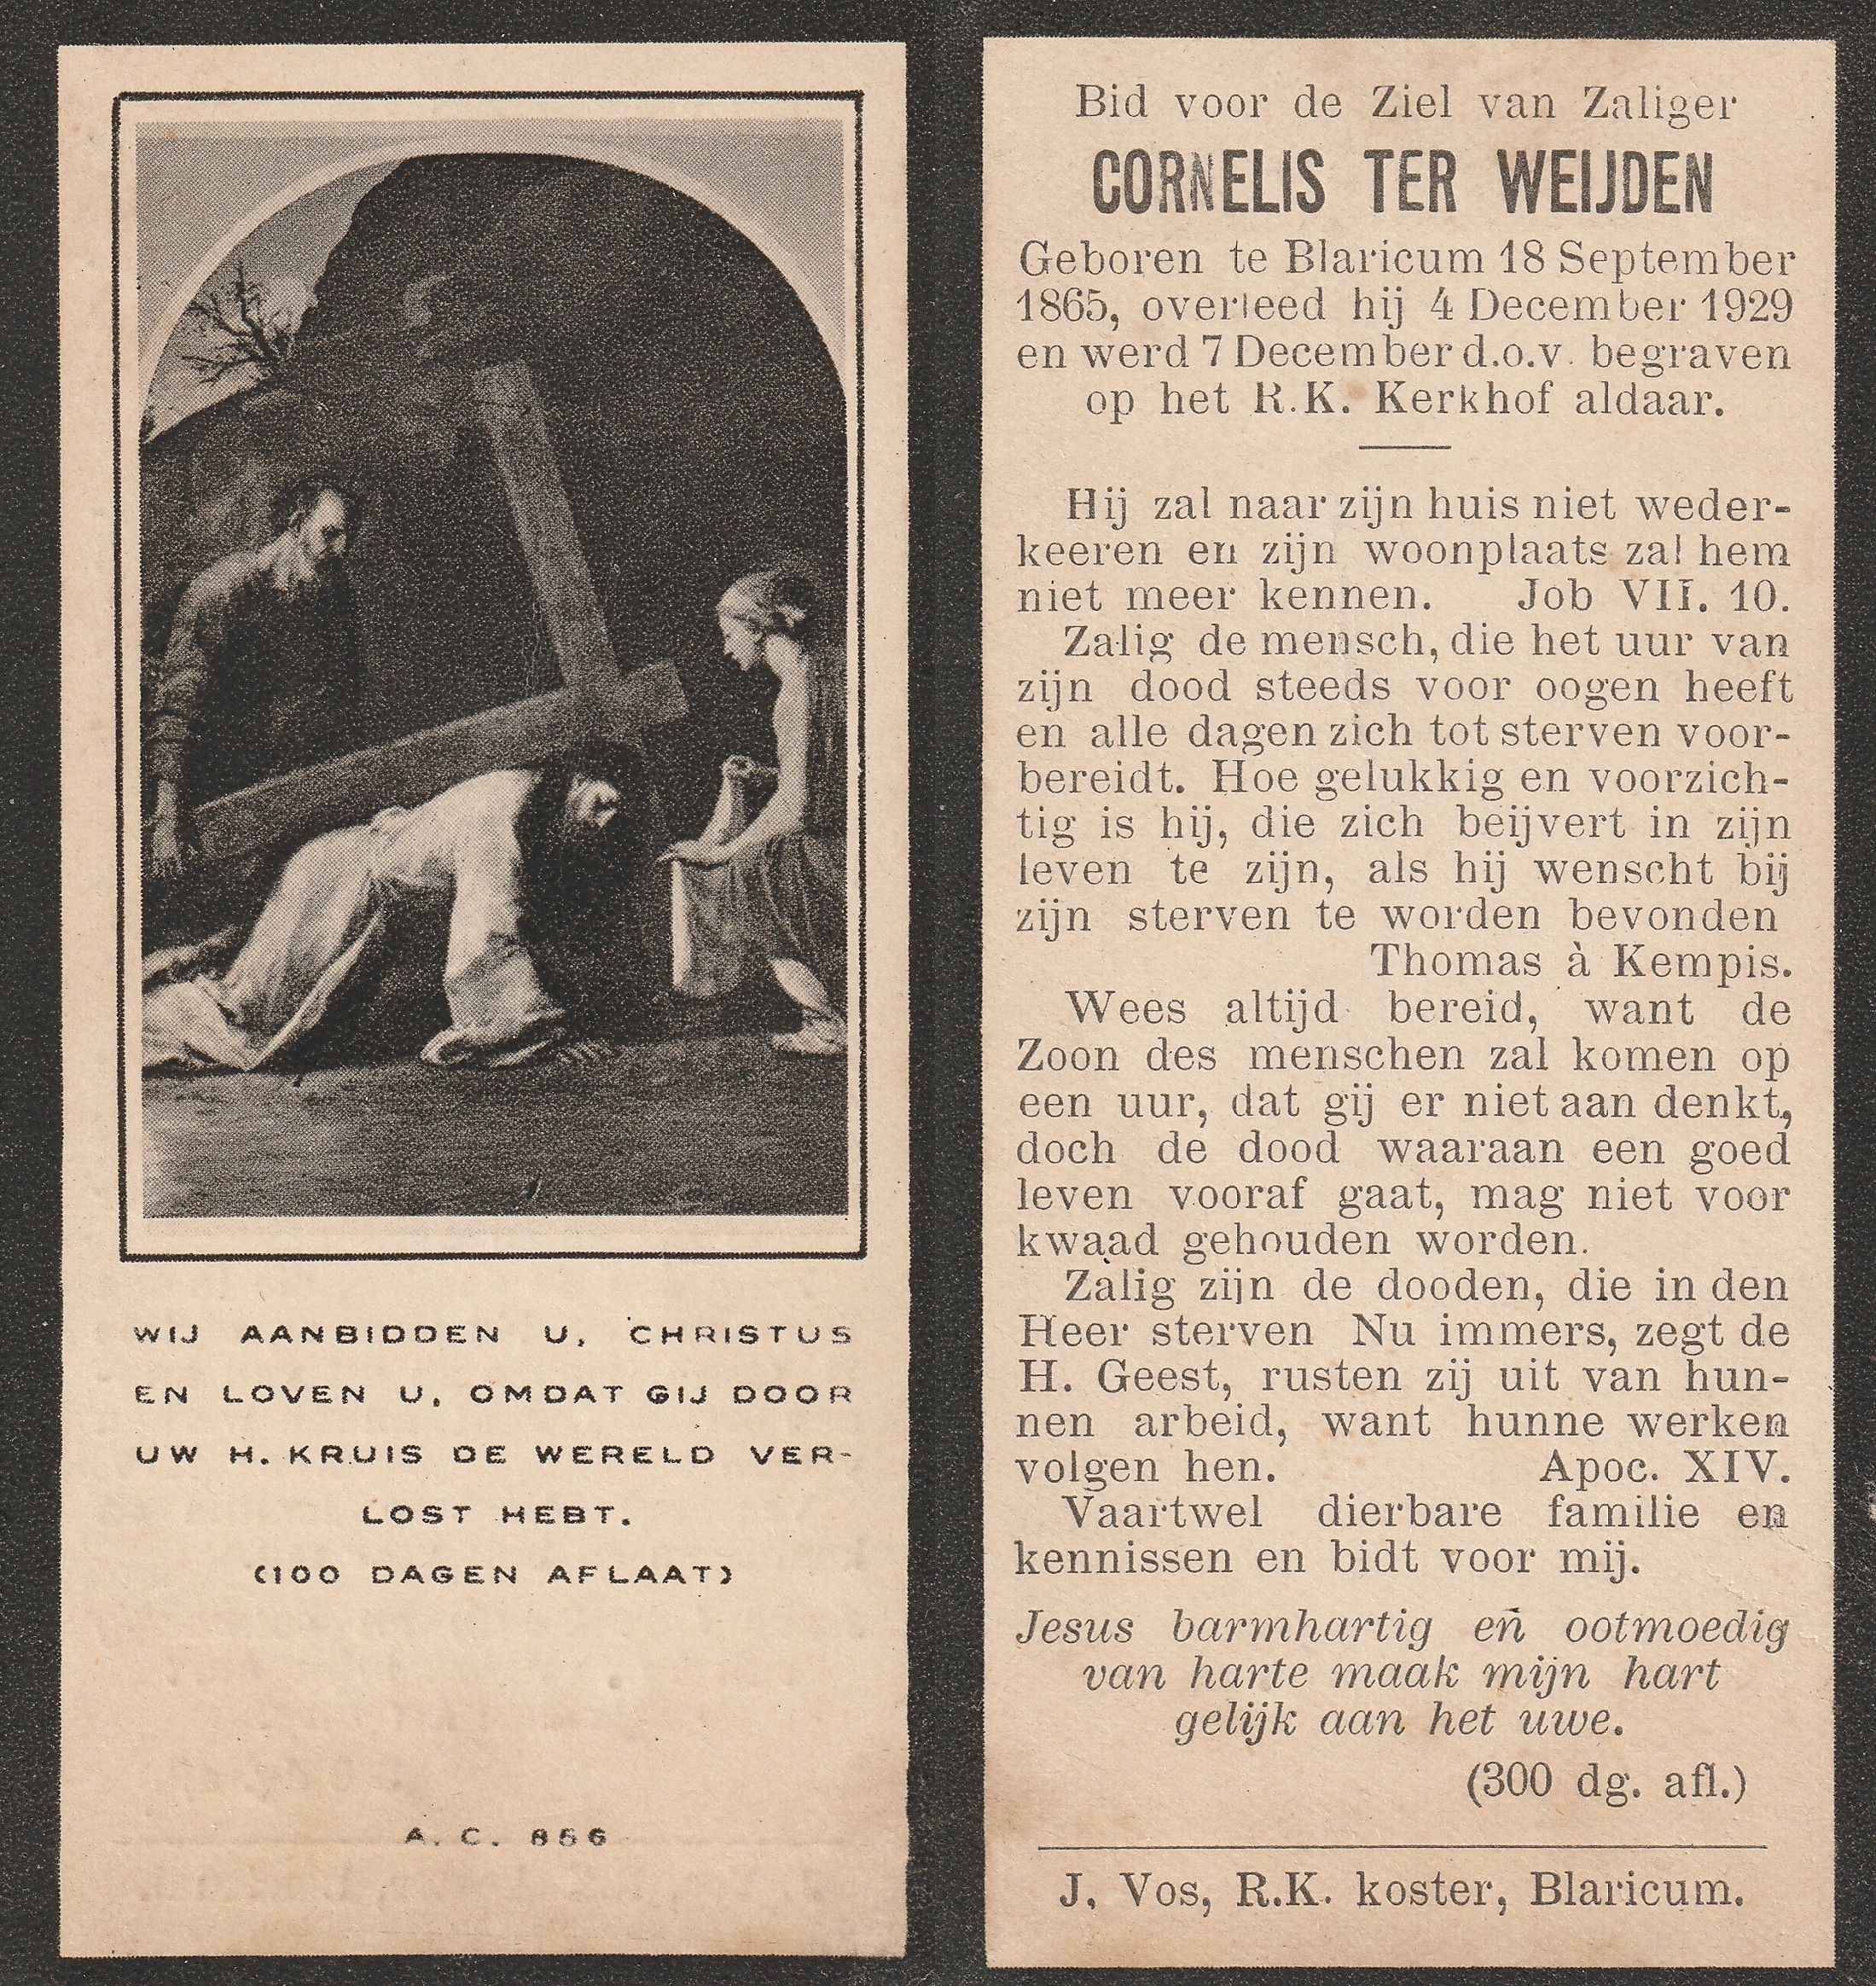 WIJ AANBIDDEN U, CHRISTUS
EN LOVEN U, OMDAT GIJ DOOR
UW H. KRUIS DE WERELD VER-
LOST HEBT.
(100 DAGEN AFLAAT)
A. C. 856
Bid voor de Ziel van Zaliger
CORNELIS TER WEIJDEN
Geboren te Blaricum 18 September
1865, overleed hij 4 December 1929
en werd 7 December d.o.v. begraven
op het R.K. Kerkhof aldaar.
Hij zal naar zijn huis niet weder-
keeren en zijn woonplaats zal hem
niet meer kennen. Job VII. 10.
Zalig de mensch, die het uur van
zijn dood steeds voor oogen heeft
en alle dagen zich tot sterven voor-
bereidt. Hoe gelukkig en voorzich-
tig is hij, die zich beijvert in zijn
leven te zijn, als hij wenscht bij
zijn sterven te worden bevonden
Thomas à Kempis.
Wees altijd bereid, want de
Zoon des menschen zal komen op
een uur, dat gij er niet aan denkt,
doch de dood waaraan een goed
leven vooraf gaat, mag niet voor
kwaad gehouden worden.
Zalig zijn de dooden, die in den
Heer sterven Nu immers, zegt de
H. Geest, rusten zij uit van hun-
nen arbeid, want hunne werken
volgen hen. Apoc. XIV.
Vaartwel dierbare familie en
kennissen en bidt voor mij.
Jesus barmhartig en ootmoedig
van harte maak mijn hart
gelijk aan het uwe.
(300 dg. afl.)
J. Vos, R.K. koster, Blaricum.